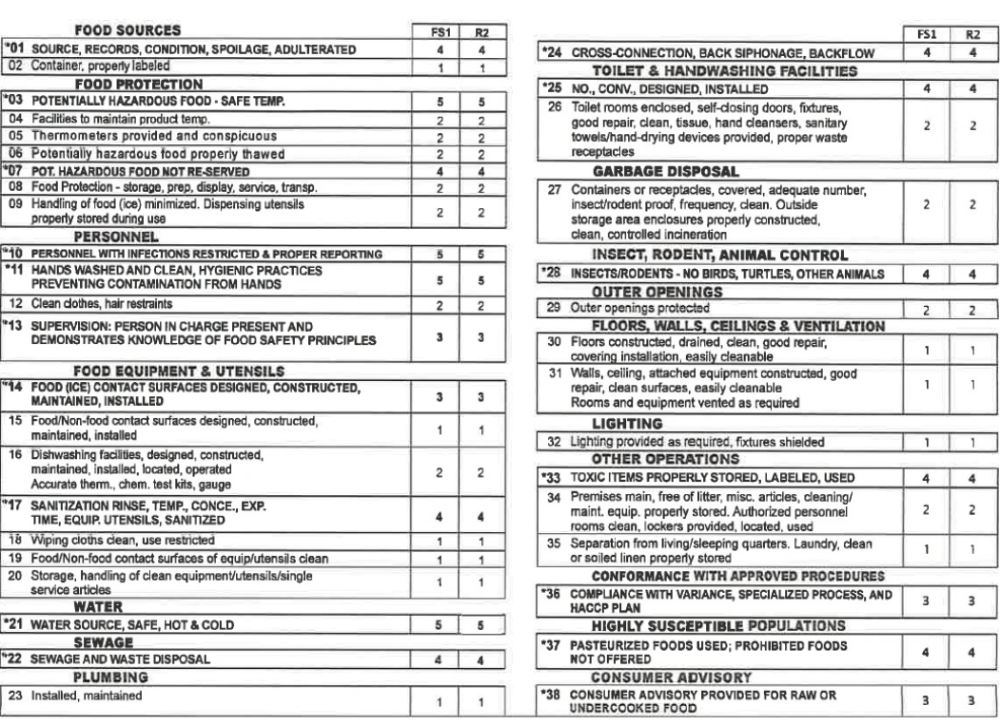 FOOD SOURCES FS1 R2
*01 SOURCE, RECORDS, CONDITION, SPOILAGE, ADULTERATED 4 4
02 Container, properly labeled 1 1
FOOD PROTECTION
*03 POTENTIALLY HAZARDOUS FOOD - SAFE TEMP. 5 5
04 Facilities to maintain product temp. 2 2
05 Thermometers provided and conspicuous 2 2
06 Potentially hazardous food properly thawed 2 2
*07 POT. HAZARDOUS FOOD NOT RE-SERVED 4 4
08 Food Protection - storage, prep, display, service, transp. 2 2
09 Handling of food (ice) minimized. Dispensing utensils
properly stored during use 2 2
PERSONNEL
*10 PERSONNEL WITH INFECTIONS RESTRICTED & PROPER REPORTING 5 5
*11 HANDS WASHED AND CLEAN, HYGIENIC PRACTICES
PREVENTING CONTAMINATION FROM HANDS 5 5
12 Clean clothes, hair restraints 2 2
*13 SUPERVISION: PERSON IN CHARGE PRESENT AND
DEMONSTRATES KNOWLEDGE OF FOOD SAFETY PRINCIPLES 3 3
FOOD EQUIPMENT & UTENSILS
*14 FOOD (ICE) CONTACT SURFACES DESIGNED, CONSTRUCTED,
MAINTAINED, INSTALLED 3 3
15 Food/Non-food contact surfaces designed, constructed,
maintained, installed 1 1
16 Dishwashing facilities, designed, constructed,
maintained, installed, located, operated
Accurate therm., chem. test kits, gauge 2 2
*17 SANITIZATION RINSE, TEMP., CONCE., EXP.
TIME, EQUIP. UTENSILS, SANITIZED 4 4
18 Wiping cloths clean, use restricted 1 1
19 Food/Non-food contact surfaces of equip/utensils clean 1 1
20 Storage, handling of clean equipment/utensils/single
service articles 1 1
WATER
*21 WATER SOURCE, SAFE, HOT & COLD 5 5
SEWAGE
*22 SEWAGE AND WASTE DISPOSAL 4 4
PLUMBING
23 Installed, maintained 1 1
FS1 R2
*24 CROSS-CONNECTION, BACK SIPHONAGE, BACKFLOW 4 4
TOILET & HANDWASHING FACILITIES
*25 NO., CONV., DESIGNED, INSTALLED 4 4
26 Toilet rooms enclosed, self-closing doors, fixtures,
good repair, clean, tissue, hand cleansers, sanitary
towels/hand-drying devices provided, proper waste
receptacles 2 2
GARBAGE DISPOSAL
27 Containers or receptacles, covered, adequate number,
insect/rodent proof, frequency, clean. Outside
storage area enclosures properly constructed,
clean, controlled incineration 2 2
INSECT, RODENT, ANIMAL CONTROL
*28 INSECTS/RODENTS - NO BIRDS, TURTLES, OTHER ANIMALS 4 4
OUTER OPENINGS
29 Outer openings protected 2 2
FLOORS, WALLS, CEILINGS & VENTILATION
30 Floors constructed, drained, clean, good repair,
covering installation, easily cleanable 1 1
31 Walls, ceiling, attached equipment constructed, good
repair, clean surfaces, easily cleanable
Rooms and equipment vented as required 1 1
LIGHTING
32 Lighting provided as required, fixtures shielded 1 1
OTHER OPERATIONS
*33 TOXIC ITEMS PROPERLY STORED, LABELED, USED 4 4
34 Premises main, free of litter, misc. articles, cleaning/
maint. equip. properly stored. Authorized personnel
rooms clean, lockers provided, located, used 2 2
35 Separation from living/sleeping quarters. Laundry, clean
or soiled linen properly stored 1 1
CONFORMANCE WITH APPROVED PROCEDURES
*36 COMPLIANCE WITH VARIANCE, SPECIALIZED PROCESS, AND
HACCP PLAN 3 3
HIGHLY SUSCEPTIBLE POPULATIONS
*37 PASTEURIZED FOODS USED; PROHIBITED FOODS
NOT OFFERED 4 4
CONSUMER ADVISORY
*38 CONSUMER ADVISORY PROVIDED FOR RAW OR
UNDERCOOKED FOOD 3 3